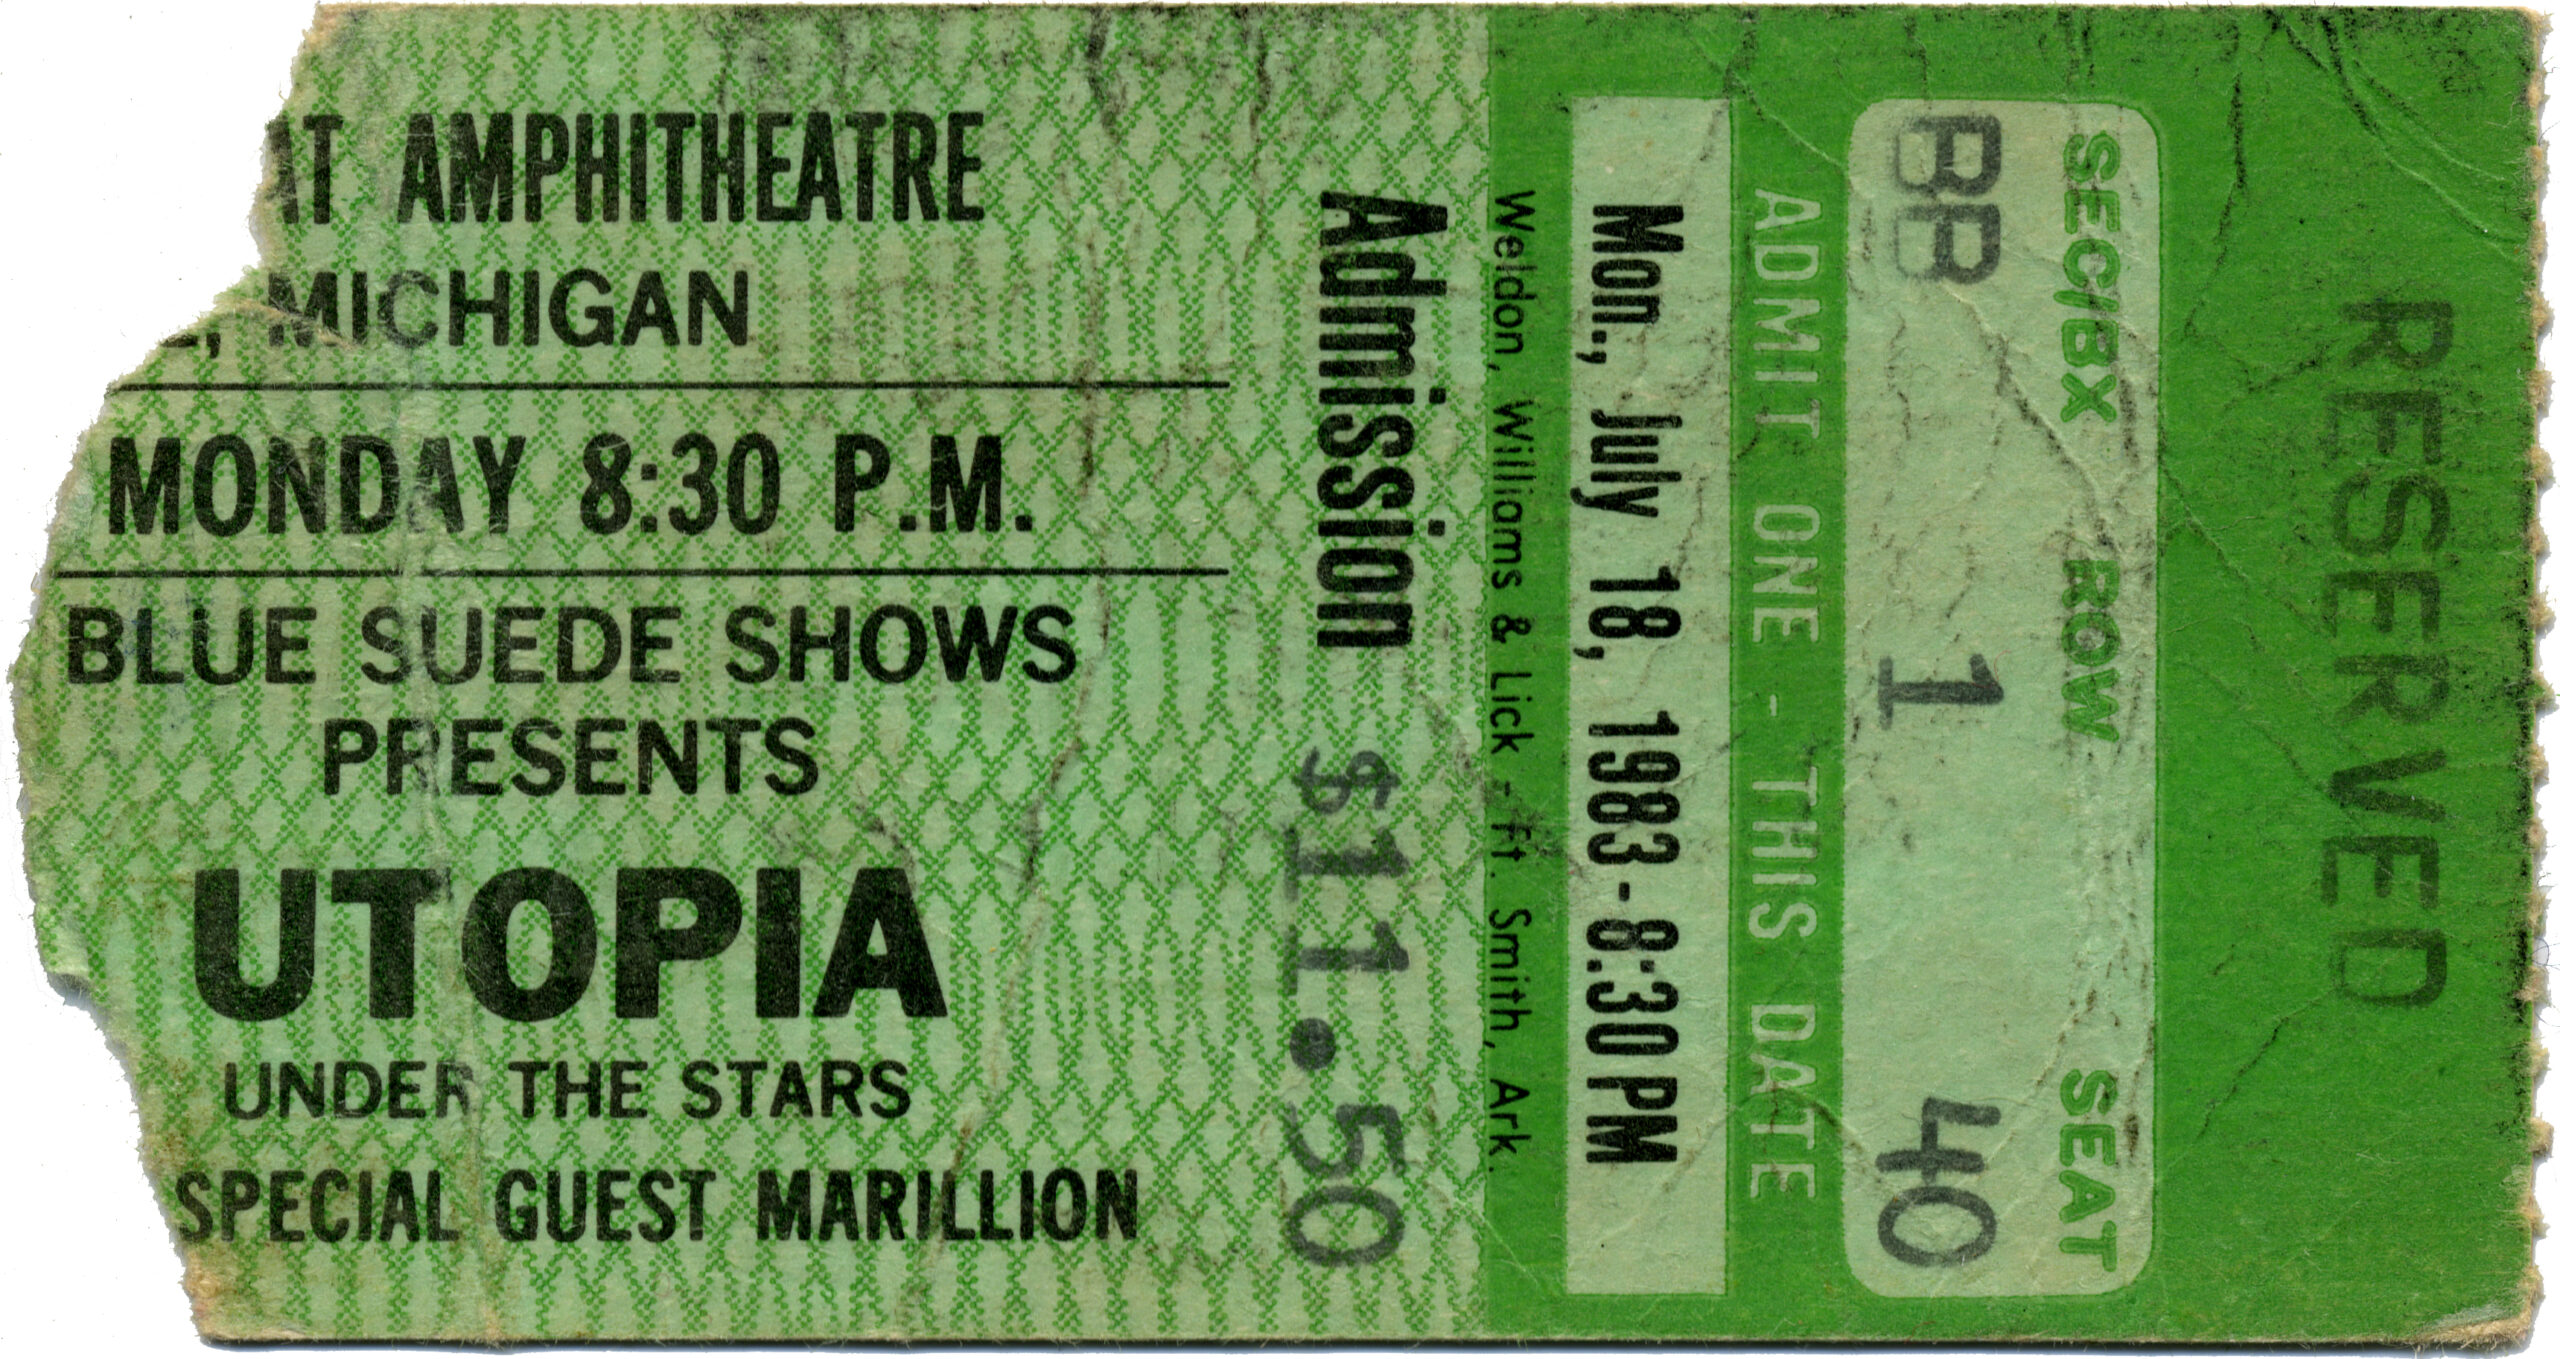 AT AMPHITHEATRE
, MICHIGAN
MONDAY 8:30 P.M.
BLUE SUEDE SHOWS
PRESENTS
UTOPIA
UNDER THE STARS
SPECIAL GUEST MARILLION
Admission $11.50
Weldon, Williams & Lick - Ft. Smith, Ark.
Mon., July 18, 1983 - 8:30 PM
ADMIT ONE - THIS DATE
SEC/BX ROW SEAT
BB 1 40
RESERVED